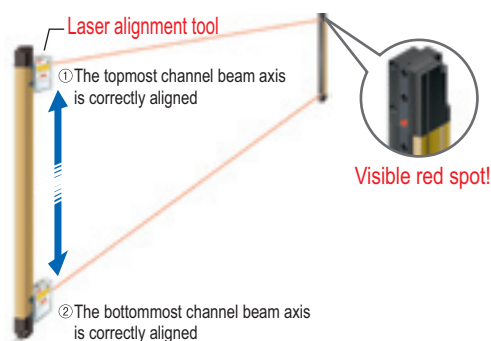 Laser alignment tool
①The topmost channel beam axis
is correctly aligned
Visible red spot!
②The bottommost channel beam axis
is correctly aligned